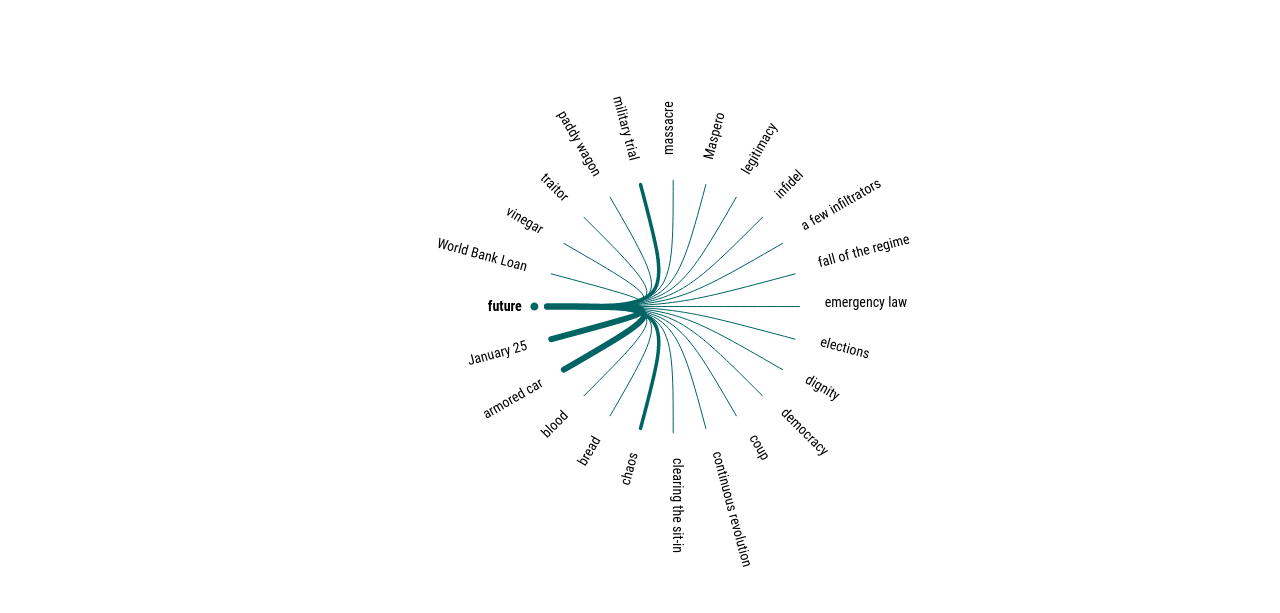 massacre
Maspero
legitimacy
infidel
a few infiltrators
fall of the regime
emergency law
elections
dignity
democracy
coup
continuous revolution
clearing the sit-in
chaos
bread
blood
armored car
January 25
future
World Bank Loan
vinegar
traitor
paddy wagon
military trial